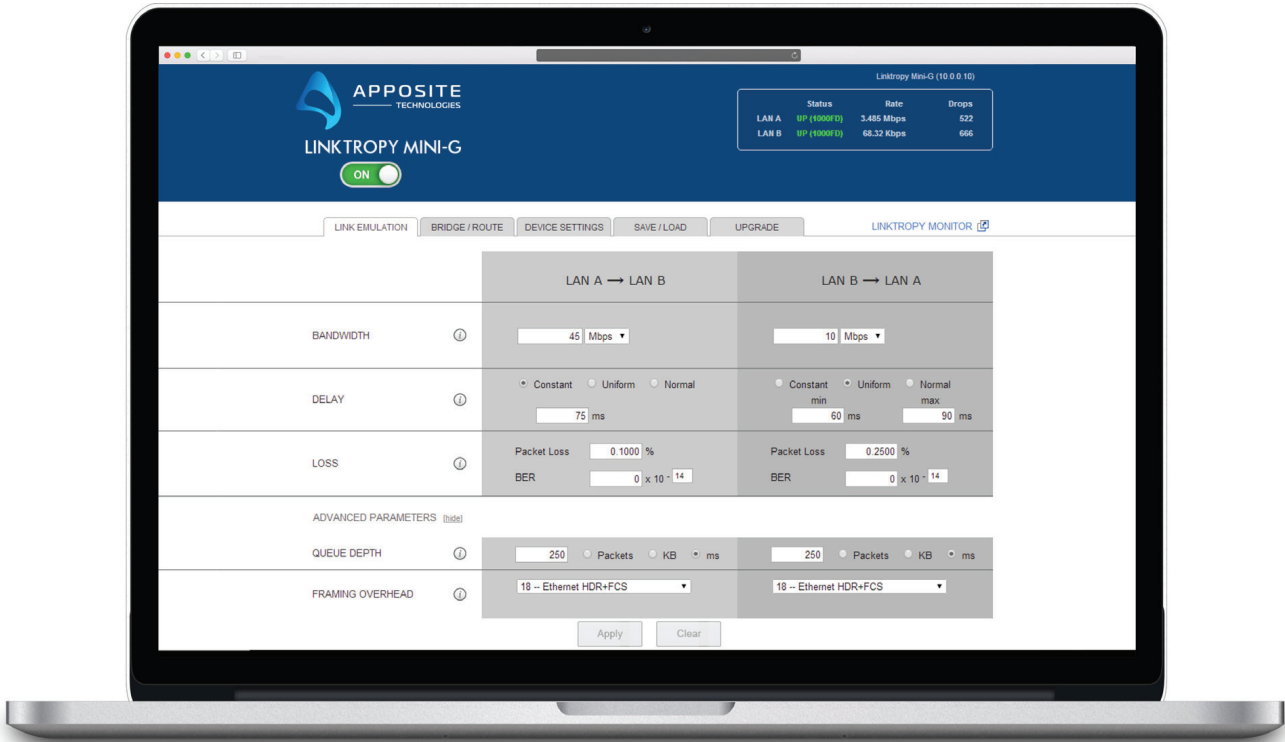 Linktropy Mini-G (10.0.0.10)
APPOSITE
TECHNOLOGIES
LINKTROPY MINI-G
ON
Status Rate Drops
LAN A UP (1000FD) 3.485 Mbps 522
LAN B UP (1000FD) 68.32 Kbps 666
LINK EMULATION BRIDGE / ROUTE DEVICE SETTINGS SAVE / LOAD UPGRADE LINKTROPY MONITOR
LAN A → LAN B LAN B → LAN A
BANDWIDTH i 45 Mbps ▼ 10 Mbps ▼
Constant Uniform Normal Constant Uniform Normal
DELAY i min max
75 ms 60 ms 90 ms
Packet Loss 0.1000 % Packet Loss 0.2500 %
LOSS i
BER 0 x 10 - 14 BER 0 x 10 - 14
ADVANCED PARAMETERS [hide]
QUEUE DEPTH i 250 Packets KB ms 250 Packets KB ms
FRAMING OVERHEAD i 18 -- Ethernet HDR+FCS ▼ 18 -- Ethernet HDR+FCS ▼
Apply Clear